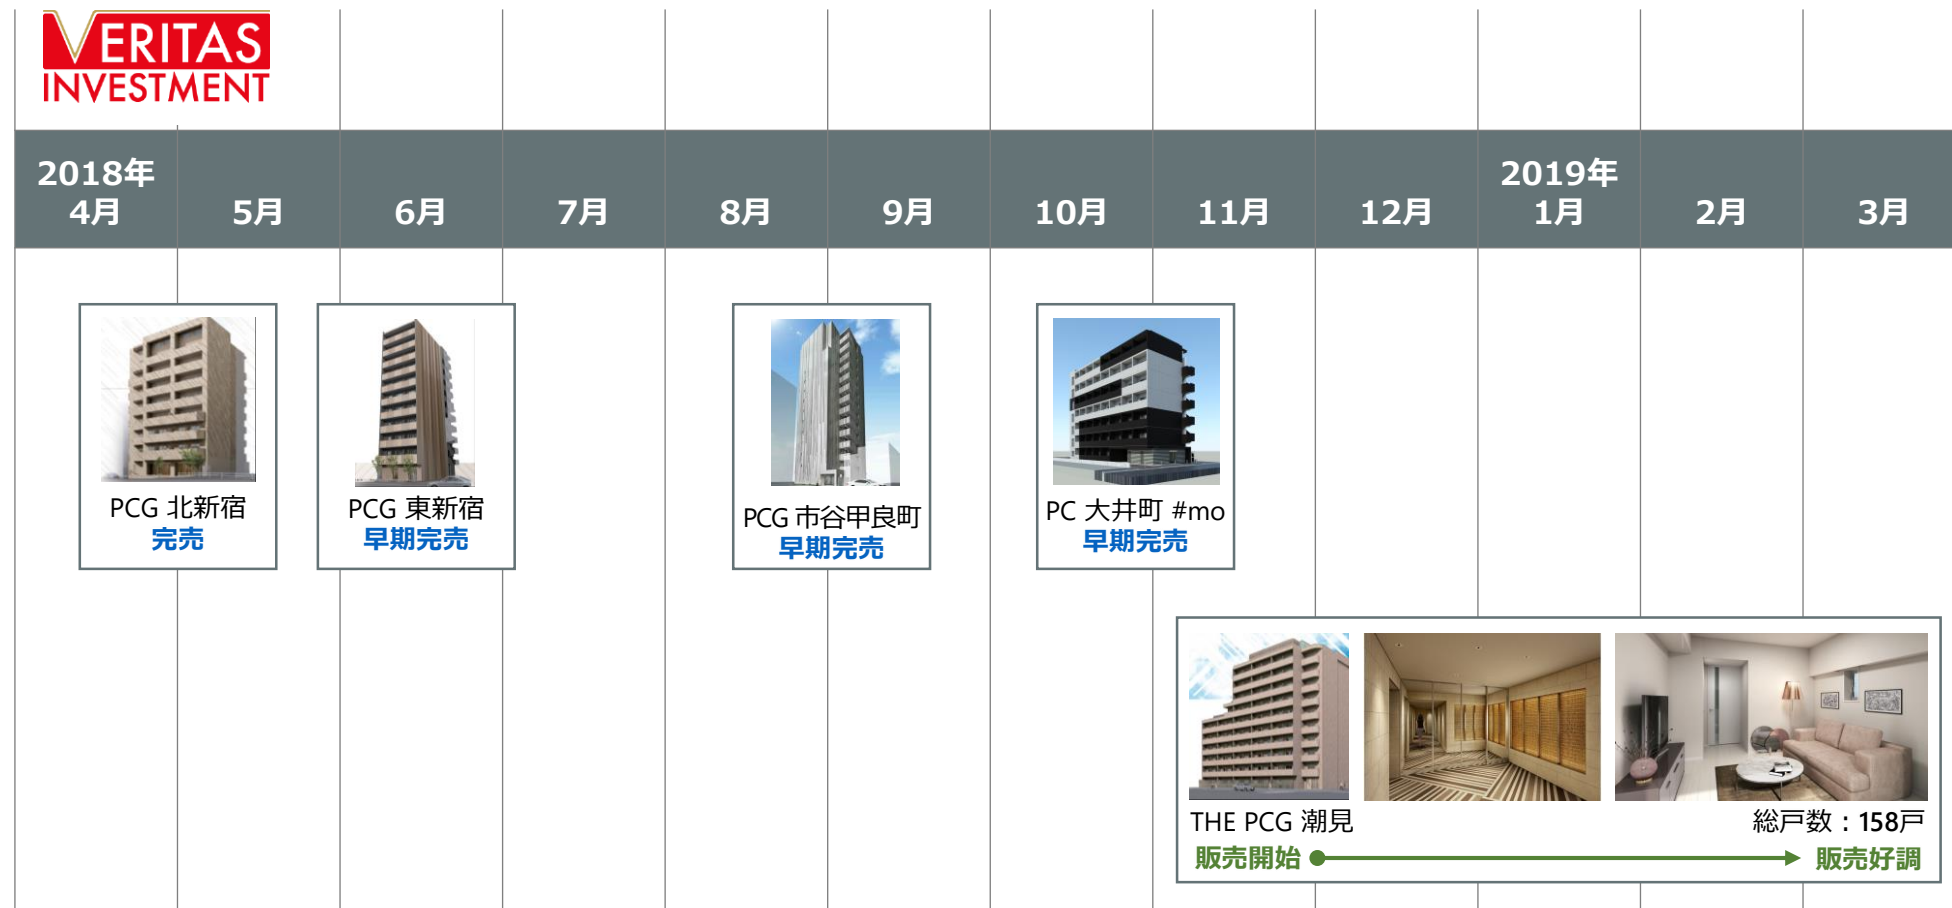 VERITAS
INVESTMENT
2018年
4月
5月
6月
7月
8月
9月
10月
11月
12月
2019年
1月
2月
3月
PCG 北新宿
完売
PCG 東新宿
早期完売
PCG 市谷甲良町
早期完売
PC 大井町 #mo
早期完売
THE PCG 潮見
総戸数：158戸
販売開始
販売好調